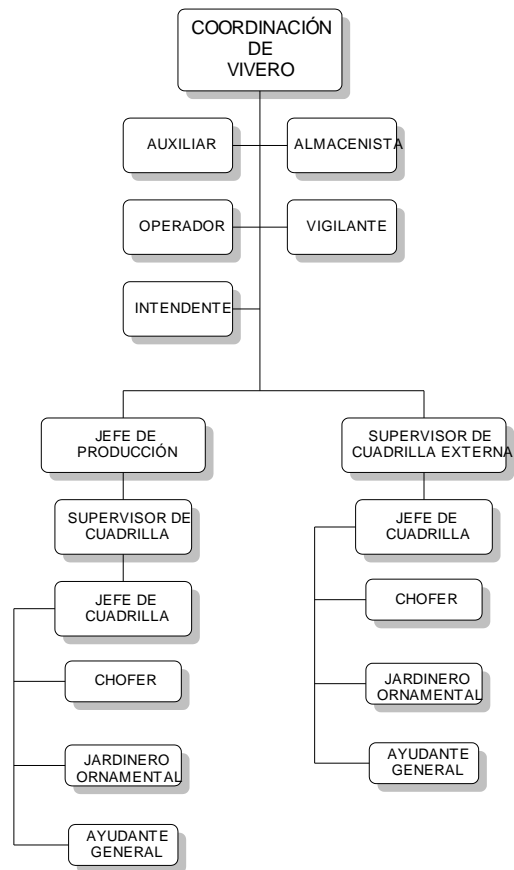 COORDINACIÓN
DE
VIVERO
AUXILIAR
ALMACENISTA
OPERADOR
VIGILANTE
INTENDENTE
JEFE DE
PRODUCCIÓN
SUPERVISOR DE
CUADRILLA
JEFE DE
CUADRILLA
CHOFER
JARDINERO
ORNAMENTAL
AYUDANTE
GENERAL
SUPERVISOR DE
CUADRILLA EXTERNA
JEFE DE
CUADRILLA
CHOFER
JARDINERO
ORNAMENTAL
AYUDANTE
GENERAL